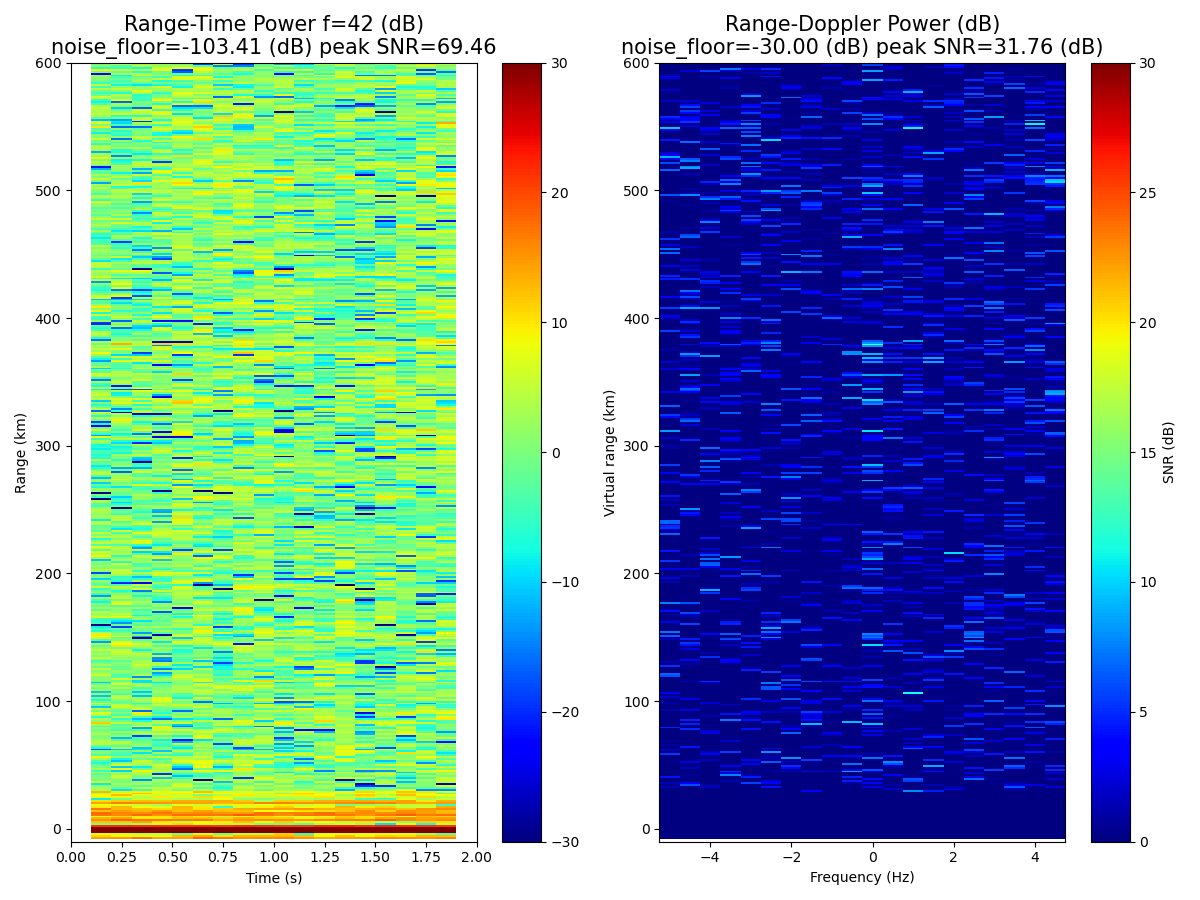 Range-Time Power f=42 (dB)
noise_floor=-103.41 (dB) peak SNR=69.46
Range (km)
600
500
400
300
200
100
0
0.00 0.25 0.50 0.75 1.00 1.25 1.50 1.75 2.00
Time (s)
30
20
10
0
−10
−20
−30
Range-Doppler Power (dB)
noise_floor=-30.00 (dB) peak SNR=31.76 (dB)
Virtual range (km)
600
500
400
300
200
100
0
−4 −2 0 2 4
Frequency (Hz)
30
25
20
15
10
5
0
SNR (dB)